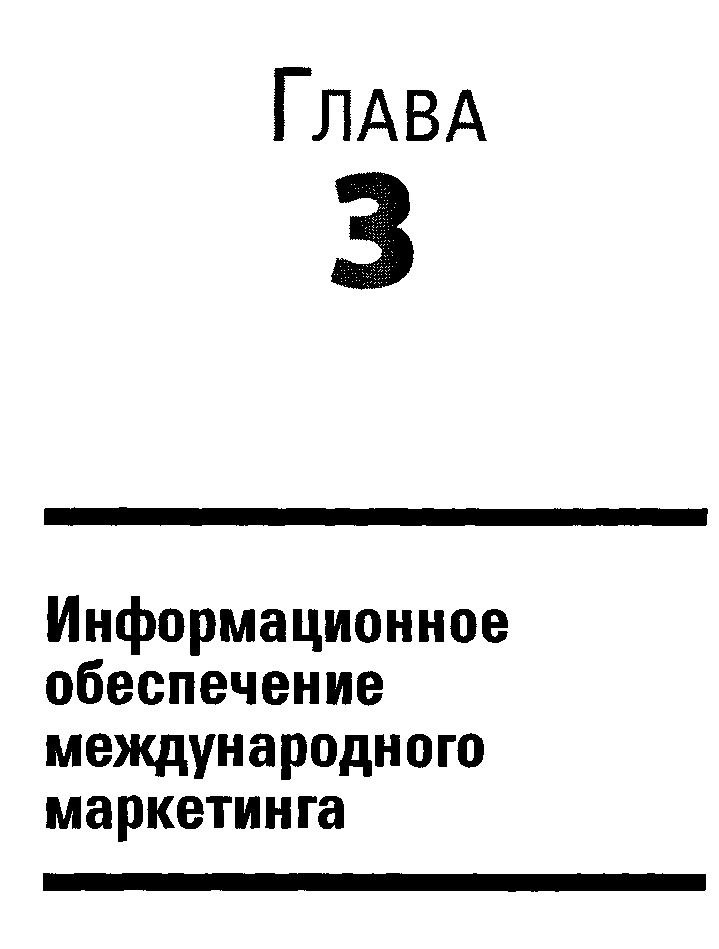 Глава
3
Информационное
обеспечение
международного
маркетинга